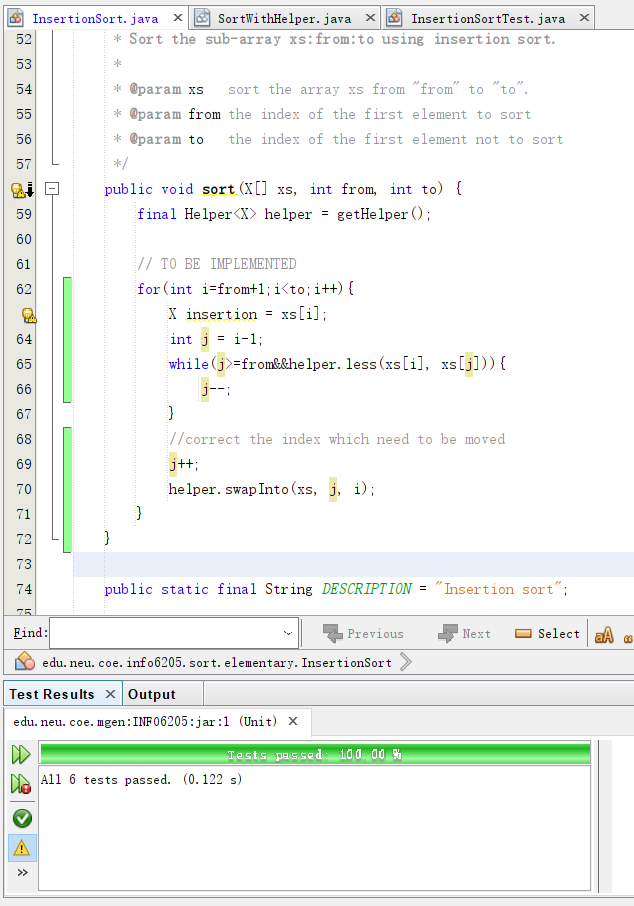 InsertionSort.java × SortWithHelper.java × InsertionSortTest.java ×
52 * Sort the sub-array xs:from:to using insertion sort.
53 *
54 * @param xs sort the array xs from "from" to "to".
55 * @param from the index of the first element to sort
56 * @param to the index of the first element not to sort
57 */
public void sort(X[] xs, int from, int to) {
59 final Helper<X> helper = getHelper();
60
61 // TO BE IMPLEMENTED
62 for(int i=from+1;i<to;i++){
X insertion = xs[i];
64 int j = i-1;
65 while(j>=from&&helper.less(xs[i], xs[j])){
66 j--;
67 }
68 //correct the index which need to be moved
69 j++;
70 helper.swapInto(xs, j, i);
71 }
72 }
73
74 public static final String DESCRIPTION = "Insertion sort";
75
Find: Previous Next Select aA
edu.neu.coe.info6205.sort.elementary.InsertionSort
Test Results × Output
edu.neu.coe.mgen:INFO6205:jar:1 (Unit) ×
Tests passed: 100.00 %
All 6 tests passed. (0.122 s)